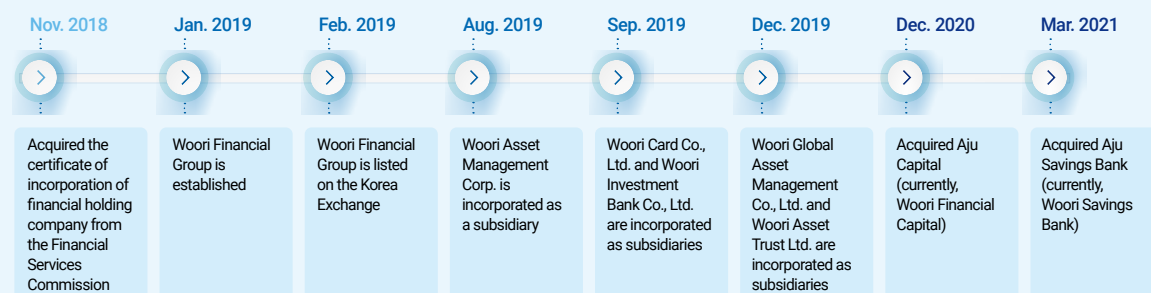 Nov. 2018
Acquired the
certificate of
incorporation of
financial holding
company from
the Financial
Services
Commission
Jan. 2019
Woori Financial
Group is
established
Feb. 2019
Woori Financial
Group is listed
on the Korea
Exchange
Aug. 2019
Woori Asset
Management
Corp. is
incorporated as
a subsidiary
Sep. 2019
Woori Card Co.,
Ltd. and Woori
Investment
Bank Co., Ltd.
are incorporated
as subsidiaries
Dec. 2019
Woori Global
Asset
Management
Co., Ltd. and
Woori Asset
Trust Ltd. are
incorporated as
subsidiaries
Dec. 2020
Acquired Aju
Capital
(currently,
Woori Financial
Capital)
Mar. 2021
Acquired Aju
Savings Bank
(currently,
Woori Savings
Bank)